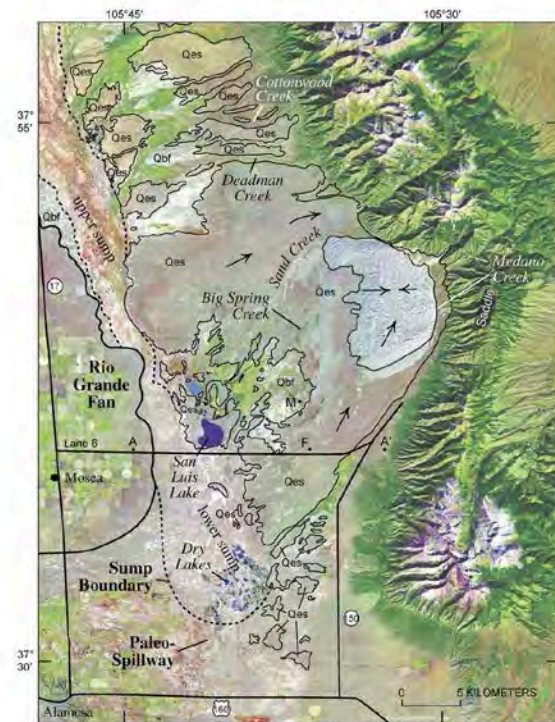 105°45'
105°30'
Qes
Qes
Qes
Cottonwood
Creek
37°
55'
Qes
Qes
Qes
Qbf
Qes
Deadman
Creek
Qes
Qbf
upper sump
Qes
Sand Creek
Medano
Creek
17
Qes
Saddle
Big Spring
Creek
Rio
Grande
Fan
Qbf
M
Qes
Lane 6
A
F
A'
San
Luis
Lake
Mosca
Qes
Qes
lower sump
Dry
Lakes
Sump
Boundary
Qes
Qes
150
Paleo-
Spillway
37°
30'
0 5 KILOMETERS
Alamosa
160